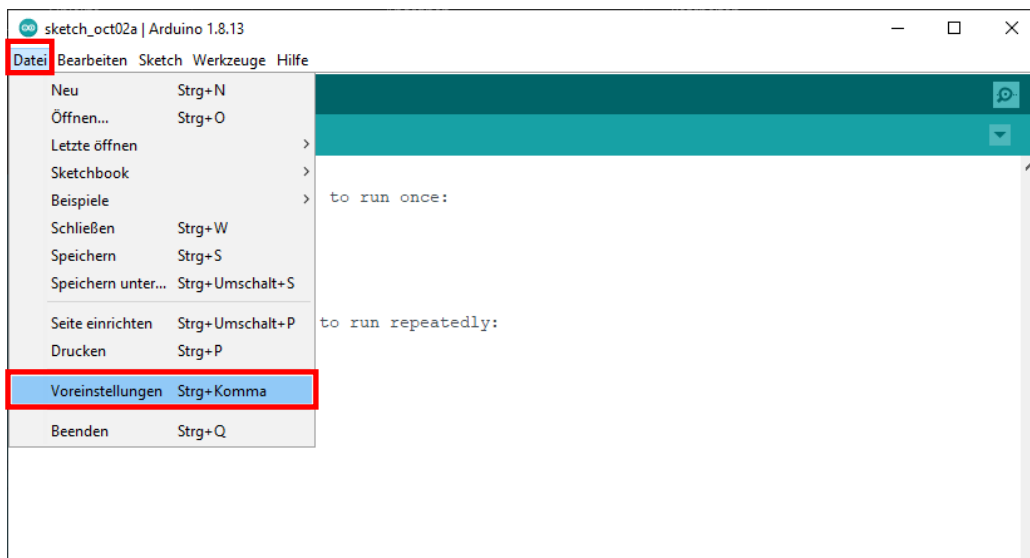 sketch_oct02a | Arduino 1.8.13
Datei Bearbeiten Sketch Werkzeuge Hilfe
Neu Strg+N
Öffnen... Strg+O
Letzte öffnen
Sketchbook
Beispiele
to run once:
Schließen Strg+W
Speichern Strg+S
Speichern unter... Strg+Umschalt+S
Seite einrichten Strg+Umschalt+P
to run repeatedly:
Drucken Strg+P
Voreinstellungen Strg+Komma
Beenden Strg+Q